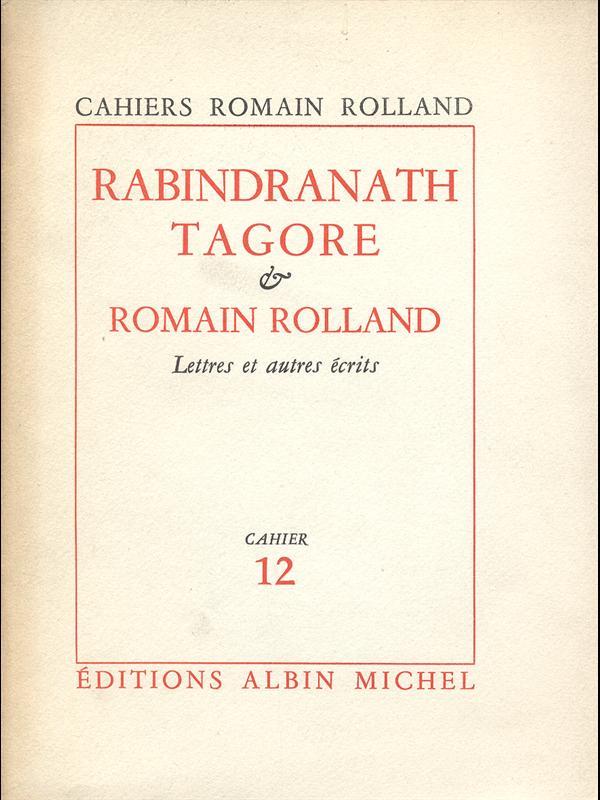 CAHIERS ROMAIN ROLLAND
RABINDRANATH
TAGORE
&
ROMAIN ROLLAND
Lettres et autres écrits
CAHIER
12
ÉDITIONS ALBIN MICHEL